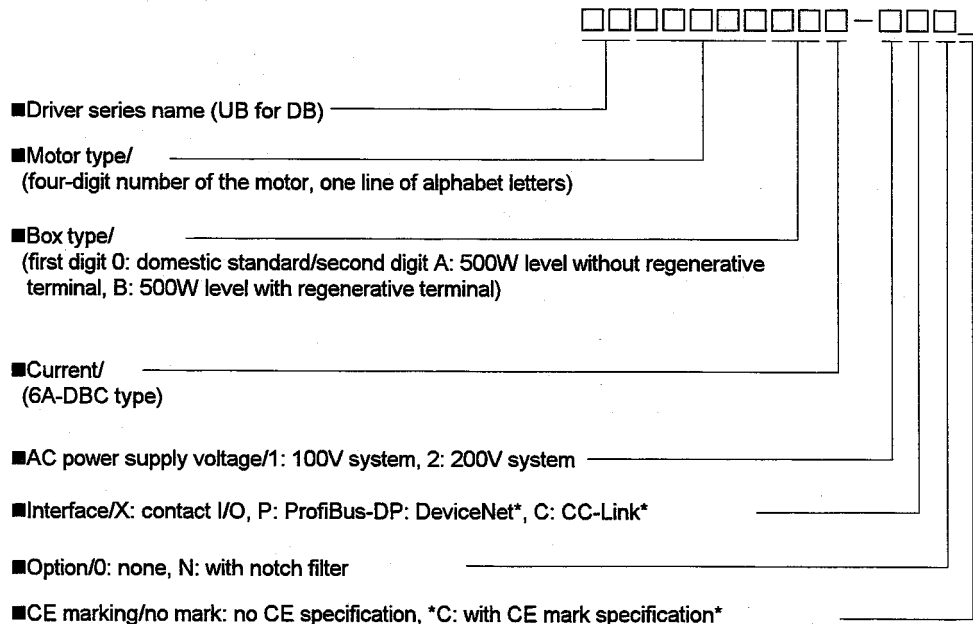 □□□□□□□□□□-□□□_
■Driver series name (UB for DB)
■Motor type/
(four-digit number of the motor, one line of alphabet letters)
■Box type/
(first digit 0: domestic standard/second digit A: 500W level without regenerative
terminal, B: 500W level with regenerative terminal)
■Current/
(6A-DBC type)
■AC power supply voltage/1: 100V system, 2: 200V system
■Interface/X: contact I/O, P: ProfiBus-DP: DeviceNet*, C: CC-Link*
■Option/0: none, N: with notch filter
■CE marking/no mark: no CE specification, *C: with CE mark specification*